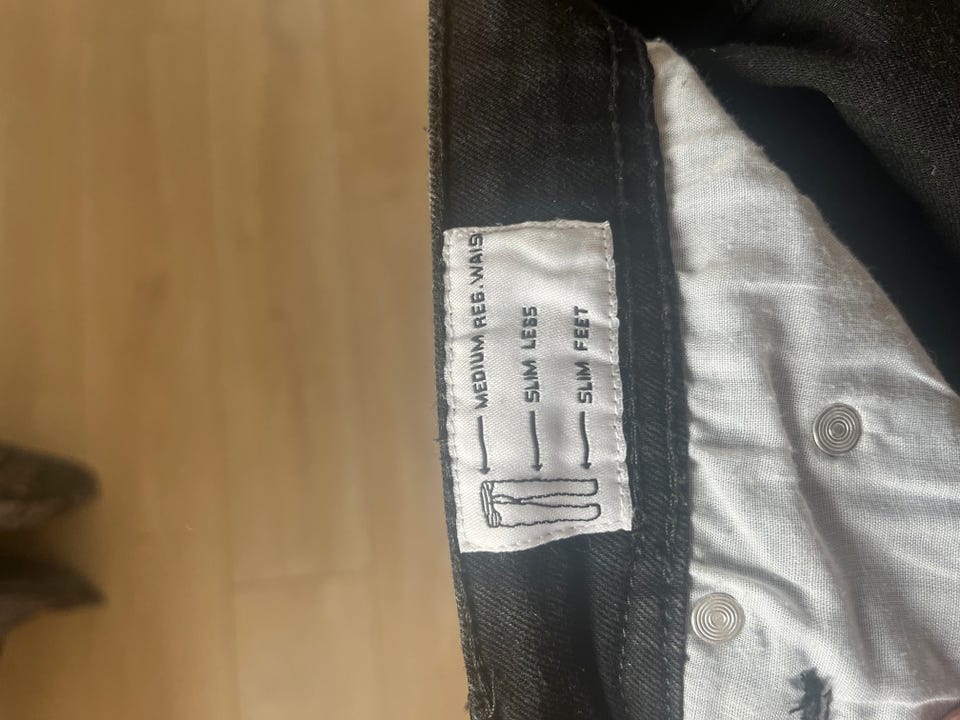 MEDIUM REG. WAIS
SLIM LEGS
SLIM FEET